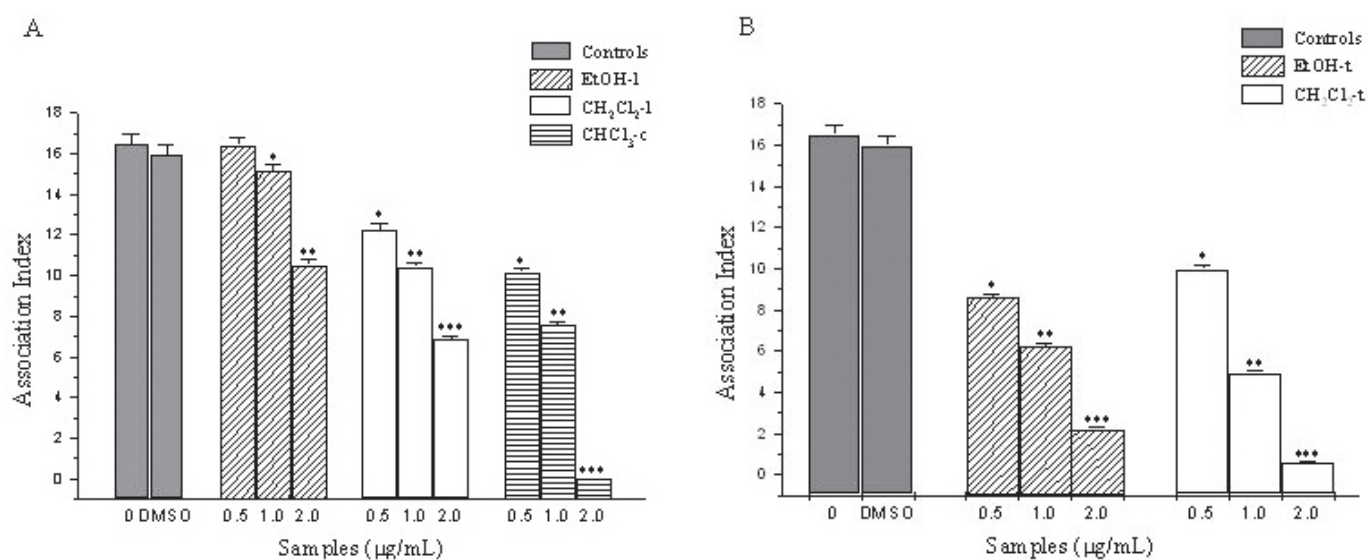 A
Controls
EtOH-l
CH₂Cl₂-l
CHCl₃-c
18
16
14
12
10
8
6
4
2
0
Association Index
* ** * ** *** * ** ***
0 DMSO 0.5 1.0 2.0 0.5 1.0 2.0 0.5 1.0 2.0
Samples (µg/mL)
B
Controls
EtOH-t
CH₂Cl₂-t
18
16
14
12
10
8
6
4
2
0
Association Index
* ** *** * ** ***
0 DMSO 0.5 1.0 2.0 0.5 1.0 2.0
Samples (µg/mL)